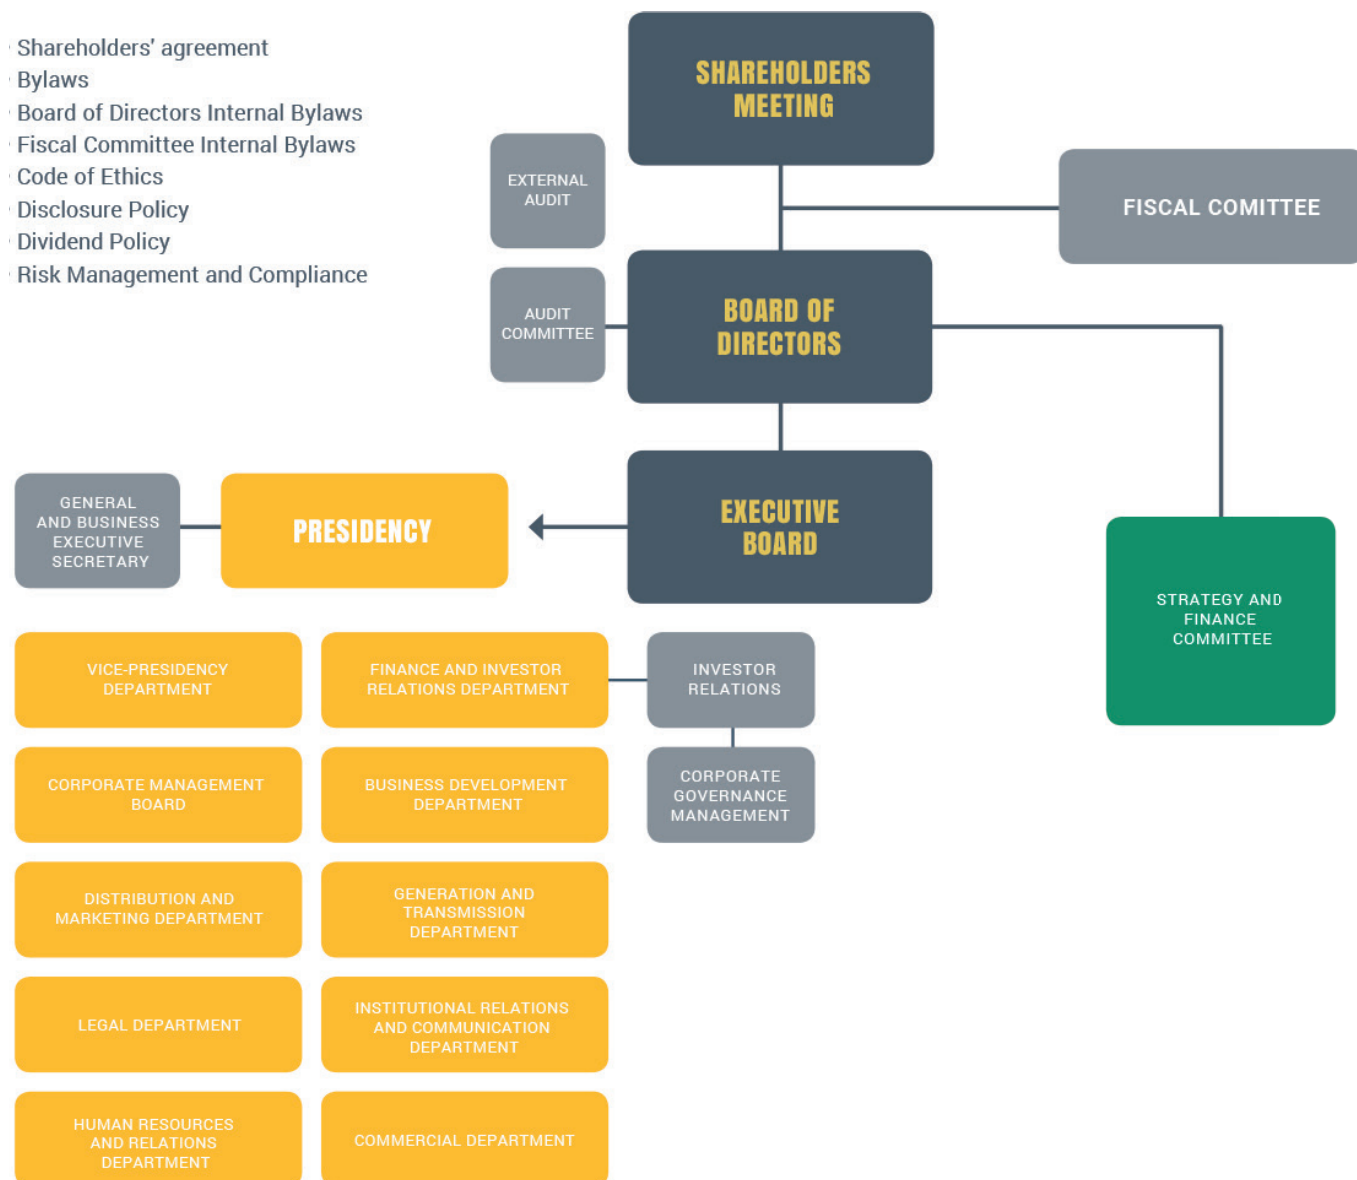 · Shareholders' agreement
· Bylaws
· Board of Directors Internal Bylaws
· Fiscal Committee Internal Bylaws
· Code of Ethics
· Disclosure Policy
· Dividend Policy
· Risk Management and Compliance
SHAREHOLDERS
MEETING
EXTERNAL
AUDIT
FISCAL COMITTEE
AUDIT
COMMITTEE
BOARD OF
DIRECTORS
GENERAL
AND BUSINESS
EXECUTIVE
SECRETARY
PRESIDENCY
EXECUTIVE
BOARD
STRATEGY AND
FINANCE
COMMITTEE
VICE-PRESIDENCY
DEPARTMENT
FINANCE AND INVESTOR
RELATIONS DEPARTMENT
INVESTOR
RELATIONS
CORPORATE MANAGEMENT
BOARD
BUSINESS DEVELOPMENT
DEPARTMENT
CORPORATE
GOVERNANCE
MANAGEMENT
DISTRIBUTION AND
MARKETING DEPARTMENT
GENERATION AND
TRANSMISSION
DEPARTMENT
LEGAL DEPARTMENT
INSTITUTIONAL RELATIONS
AND COMMUNICATION
DEPARTMENT
HUMAN RESOURCES
AND RELATIONS
DEPARTMENT
COMMERCIAL DEPARTMENT